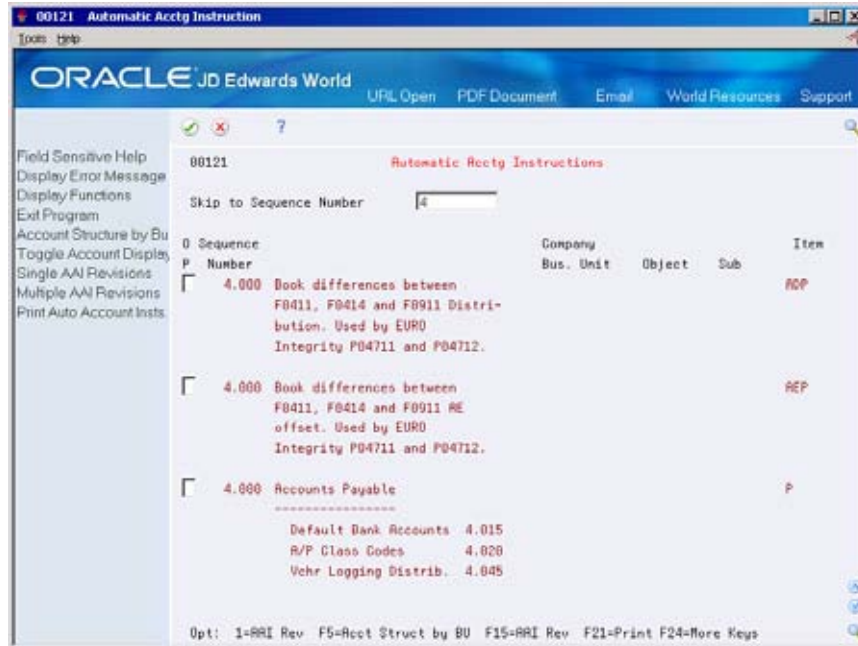 00121 Automatic Acctg Instruction
Tools Help
ORACLE JD Edwards World
URL Open PDF Document Email World Resources Support
?
Field Sensitive Help
Display Error Message
Display Functions
Exit Program
Account Structure by Bu
Toggle Account Display
Single AAI Revisions
Multiple AAI Revisions
Print Auto Account Insts.
00121 Automatic Acctg Instructions
Skip to Sequence Number 4
O Sequence Company Item
P Number Bus. Unit Object Sub
4.000 Book differences between
F0411, F0414 and F0911 Distri-
bution. Used by EURO
Integrity P04711 and P04712.
4.000 Book differences between AEP
F0411, F0414 and F0911 AE
offset. Used by EURO
Integrity P04711 and P04712.
4.000 Accounts Payable P
----------------
Default Bank Accounts 4.015
A/P Class Codes 4.020
Vchr Logging Distrib. 4.045
Opt: 1=AAI Rev F5=Acct Struct by BU F15=AAI Rev F21=Print F24=More Keys